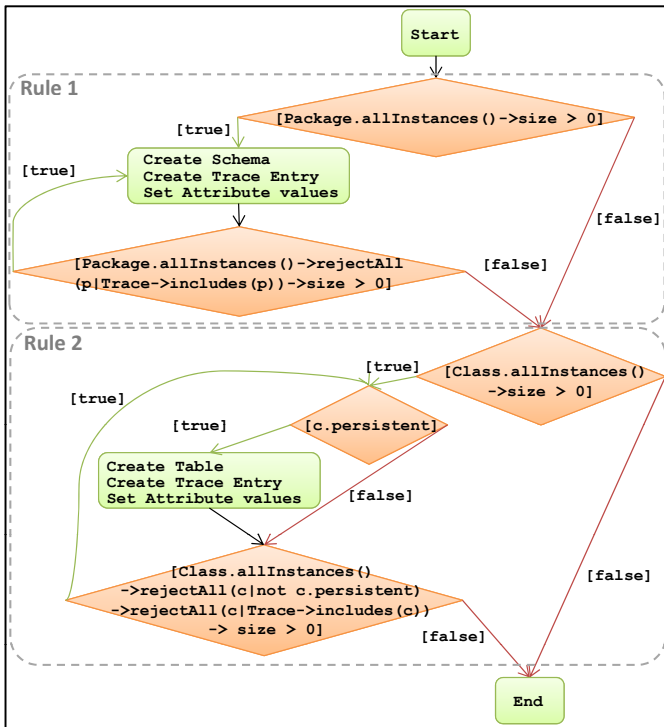 Start
Rule 1
[Package.allInstances()->size > 0]
[true]
[true]
Create Schema
Create Trace Entry
Set Attribute values
[false]
[Package.allInstances()->rejectAll
(p|Trace->includes(p))->size > 0]
[false]
Rule 2
[true]
[Class.allInstances()
->size > 0]
[true]
[c.persistent]
[true]
Create Table
Create Trace Entry
Set Attribute values
[false]
[Class.allInstances()
->rejectAll(c|not c.persistent)
->rejectAll(c|Trace->includes(c))
-> size > 0]
[false]
[false]
End